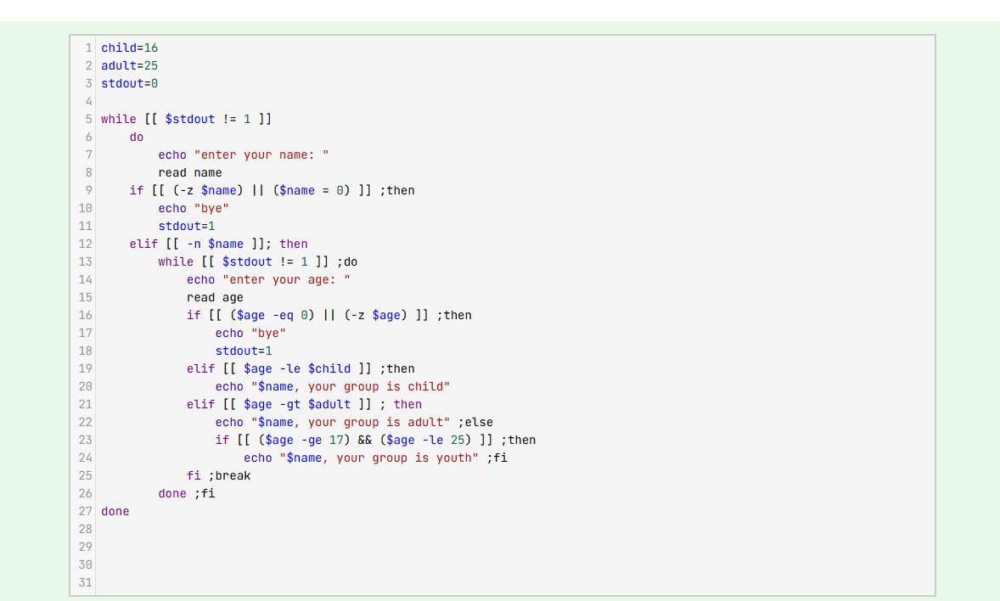 1 child=16
2 adult=25
3 stdout=0
4
5 while [[ $stdout != 1 ]]
6     do
7         echo "enter your name: "
8         read name
9     if [[ (-z $name) || ($name = 0) ]] ;then
10         echo "bye"
11         stdout=1
12     elif [[ -n $name ]]; then
13         while [[ $stdout != 1 ]] ;do
14             echo "enter your age: "
15             read age
16             if [[ ($age -eq 0) || (-z $age) ]] ;then
17                 echo "bye"
18                 stdout=1
19             elif [[ $age -le $child ]] ;then
20                 echo "$name, your group is child"
21             elif [[ $age -gt $adult ]] ; then
22                 echo "$name, your group is adult" ;else
23                 if [[ ($age -ge 17) && ($age -le 25) ]] ;then
24                     echo "$name, your group is youth" ;fi
25             fi ;break
26         done ;fi
27 done
28
29
30
31